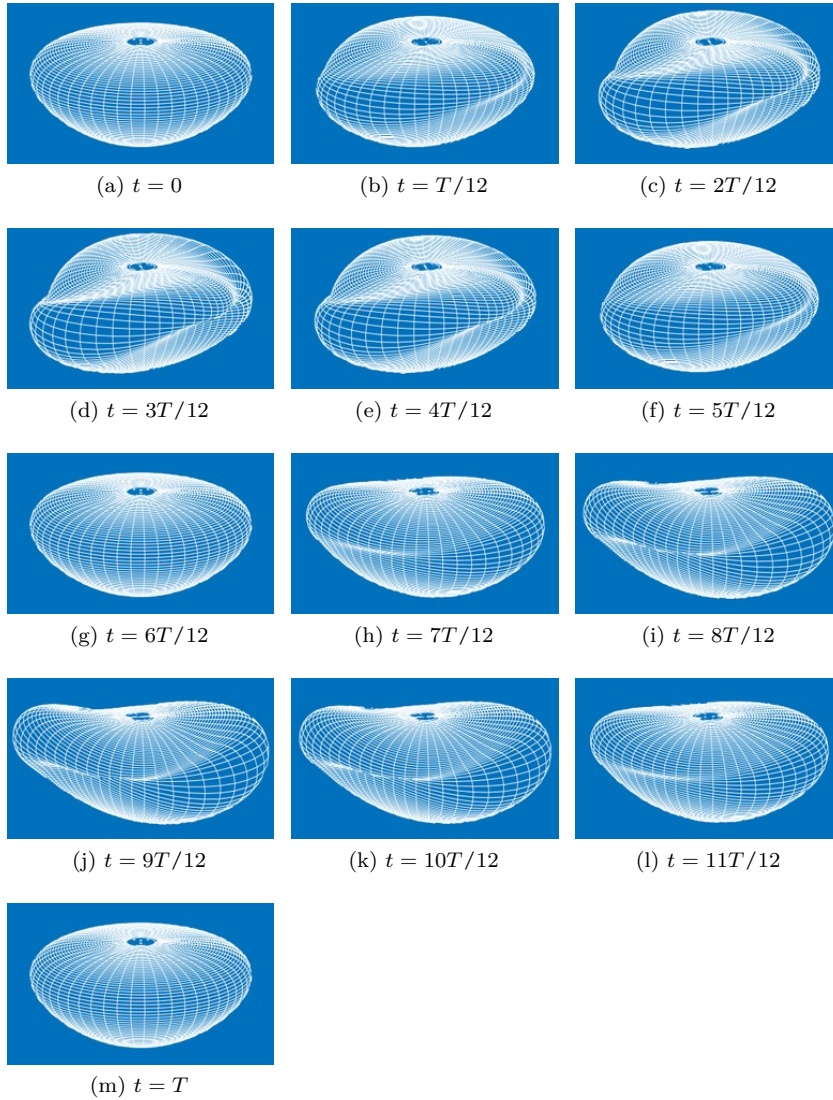 (a) t = 0
(b) t = T/12
(c) t = 2T/12
(d) t = 3T/12
(e) t = 4T/12
(f) t = 5T/12
(g) t = 6T/12
(h) t = 7T/12
(i) t = 8T/12
(j) t = 9T/12
(k) t = 10T/12
(l) t = 11T/12
(m) t = T